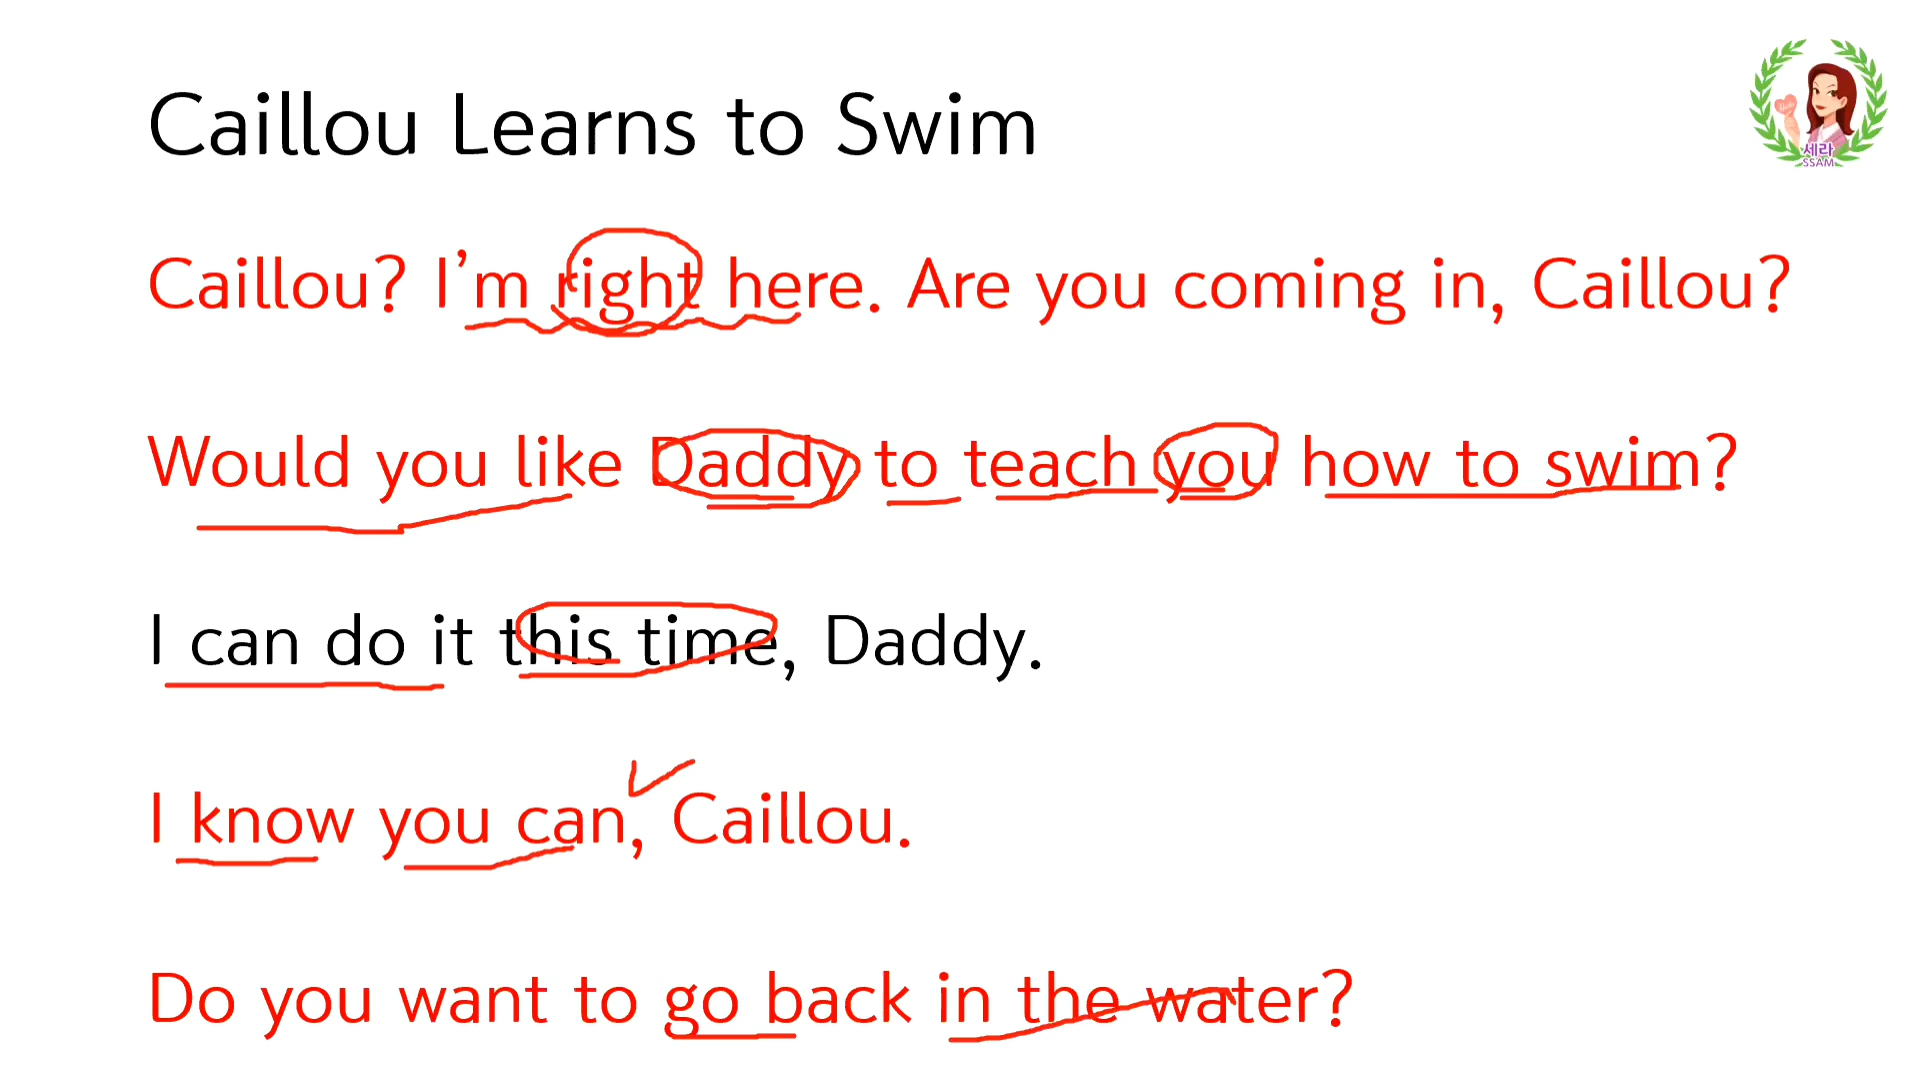 Caillou Learns to Swim
세라
SSAM
Caillou? I'm right here. Are you coming in, Caillou?
Would you like Daddy to teach you how to swim?
I can do it this time, Daddy.
I know you can, Caillou.
Do you want to go back in the water?